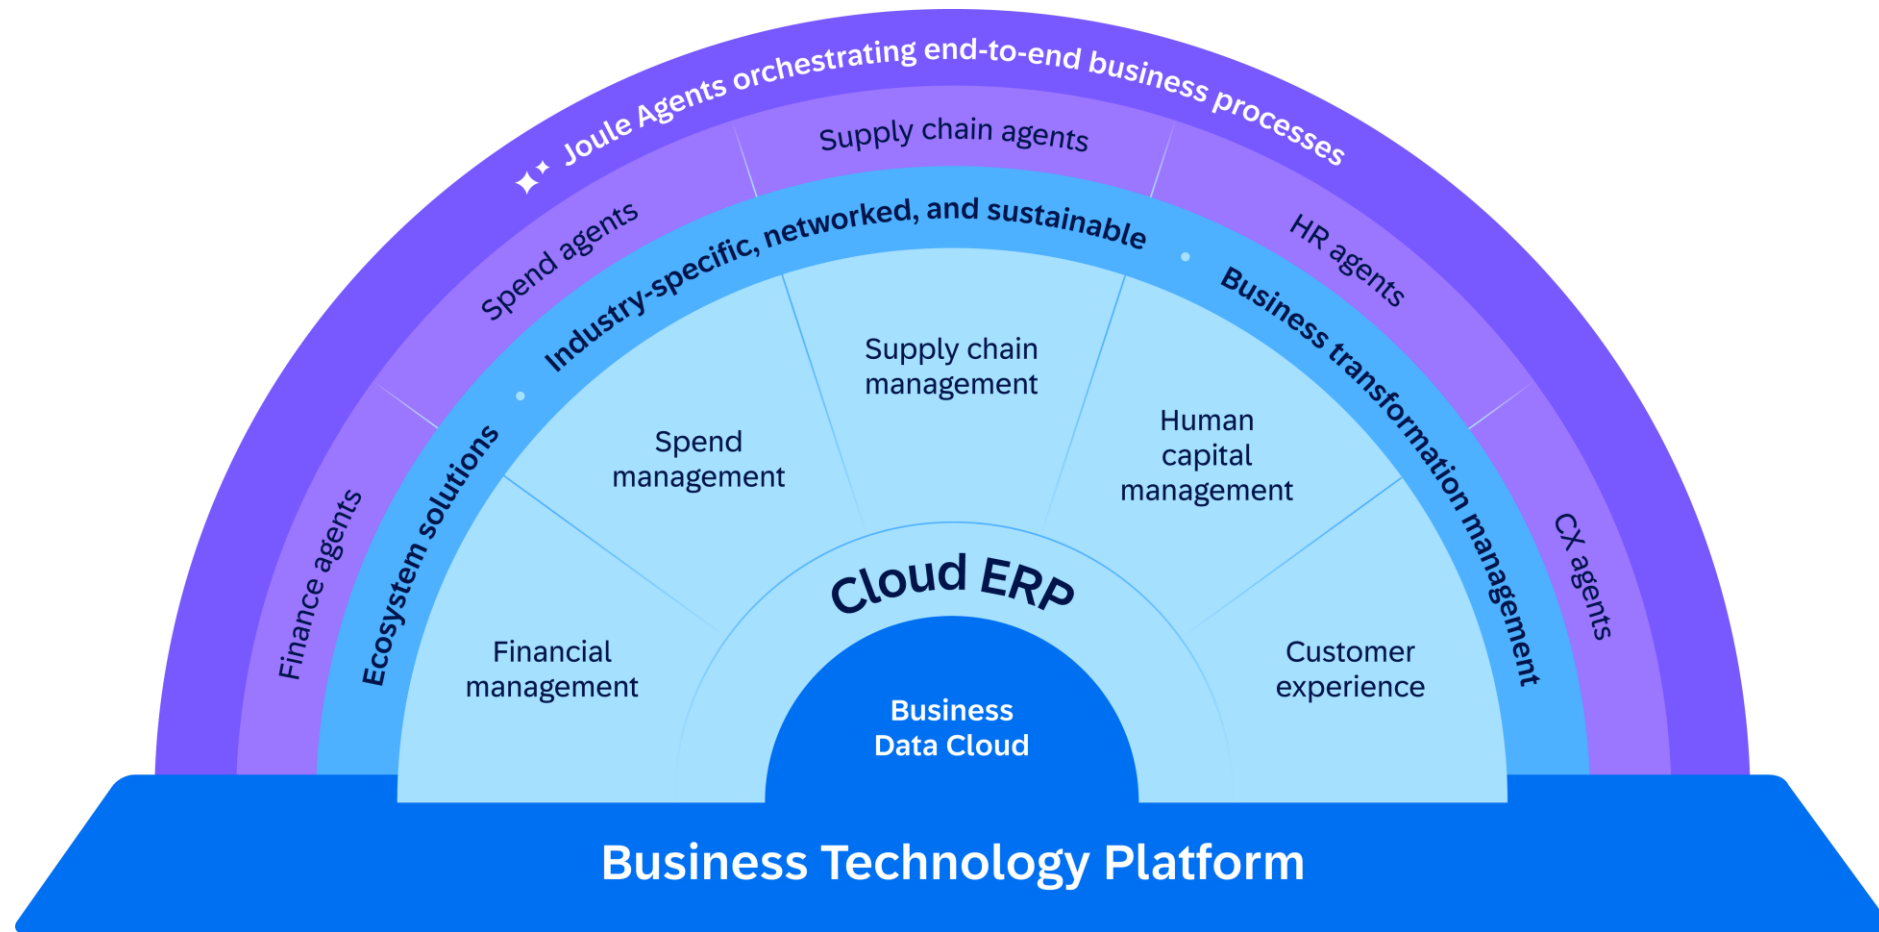 Joule Agents orchestrating end-to-end business processes
Finance agents
Spend agents
Supply chain agents
HR agents
CX agents
Ecosystem solutions • Industry-specific, networked, and sustainable • Business transformation management
Financial
management
Spend
management
Supply chain
management
Human
capital
management
Customer
experience
Cloud ERP
Business
Data Cloud
Business Technology Platform